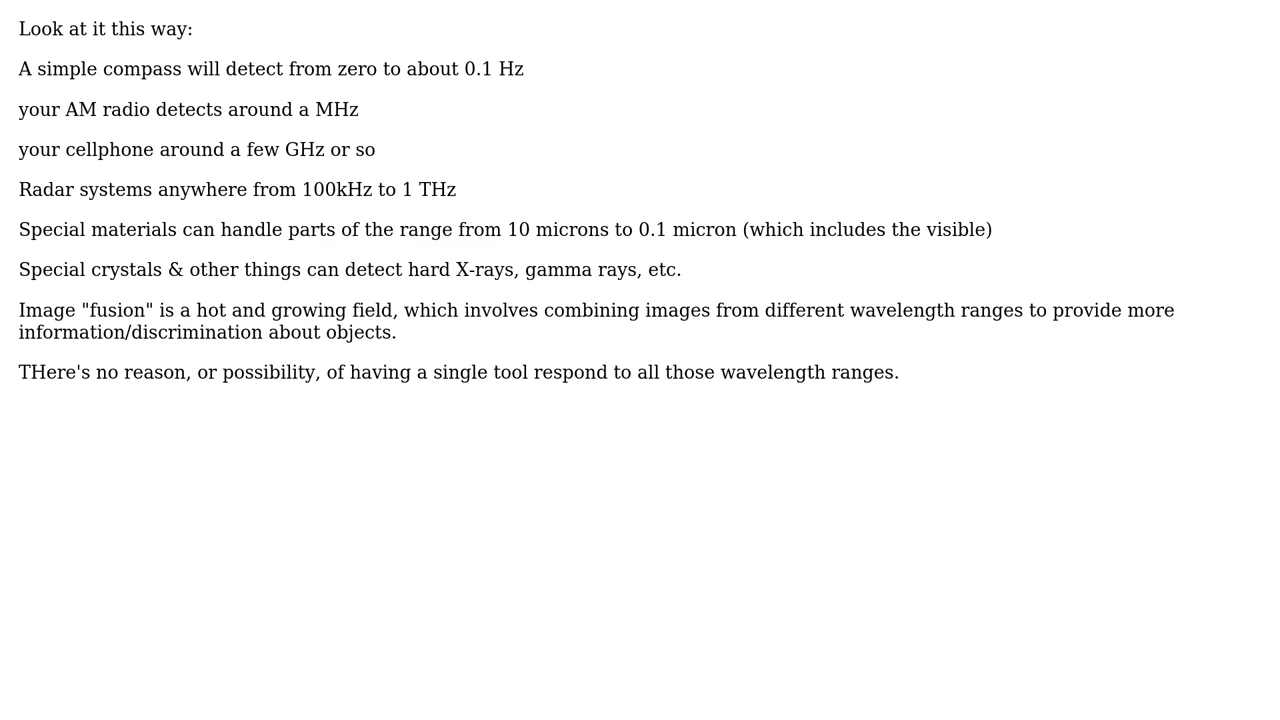 Look at it this way:
A simple compass will detect from zero to about 0.1 Hz
your AM radio detects around a MHz
your cellphone around a few GHz or so
Radar systems anywhere from 100kHz to 1 THz
Special materials can handle parts of the range from 10 microns to 0.1 micron (which includes the visible)
Special crystals & other things can detect hard X-rays, gamma rays, etc.
Image "fusion" is a hot and growing field, which involves combining images from different wavelength ranges to provide more
information/discrimination about objects.
THere's no reason, or possibility, of having a single tool respond to all those wavelength ranges.